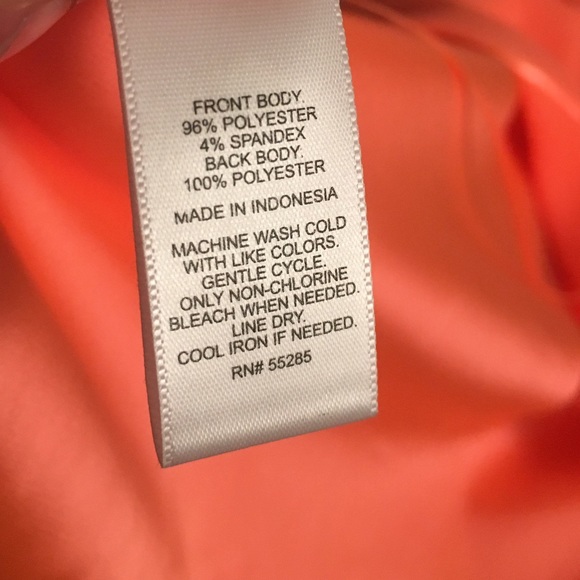 FRONT BODY.
96% POLYESTER
4% SPANDEX
BACK BODY.
100% POLYESTER
MADE IN INDONESIA
MACHINE WASH COLD
WITH LIKE COLORS.
GENTLE CYCLE.
ONLY NON-CHLORINE
BLEACH WHEN NEEDED.
LINE DRY.
COOL IRON IF NEEDED.
RN# 55285